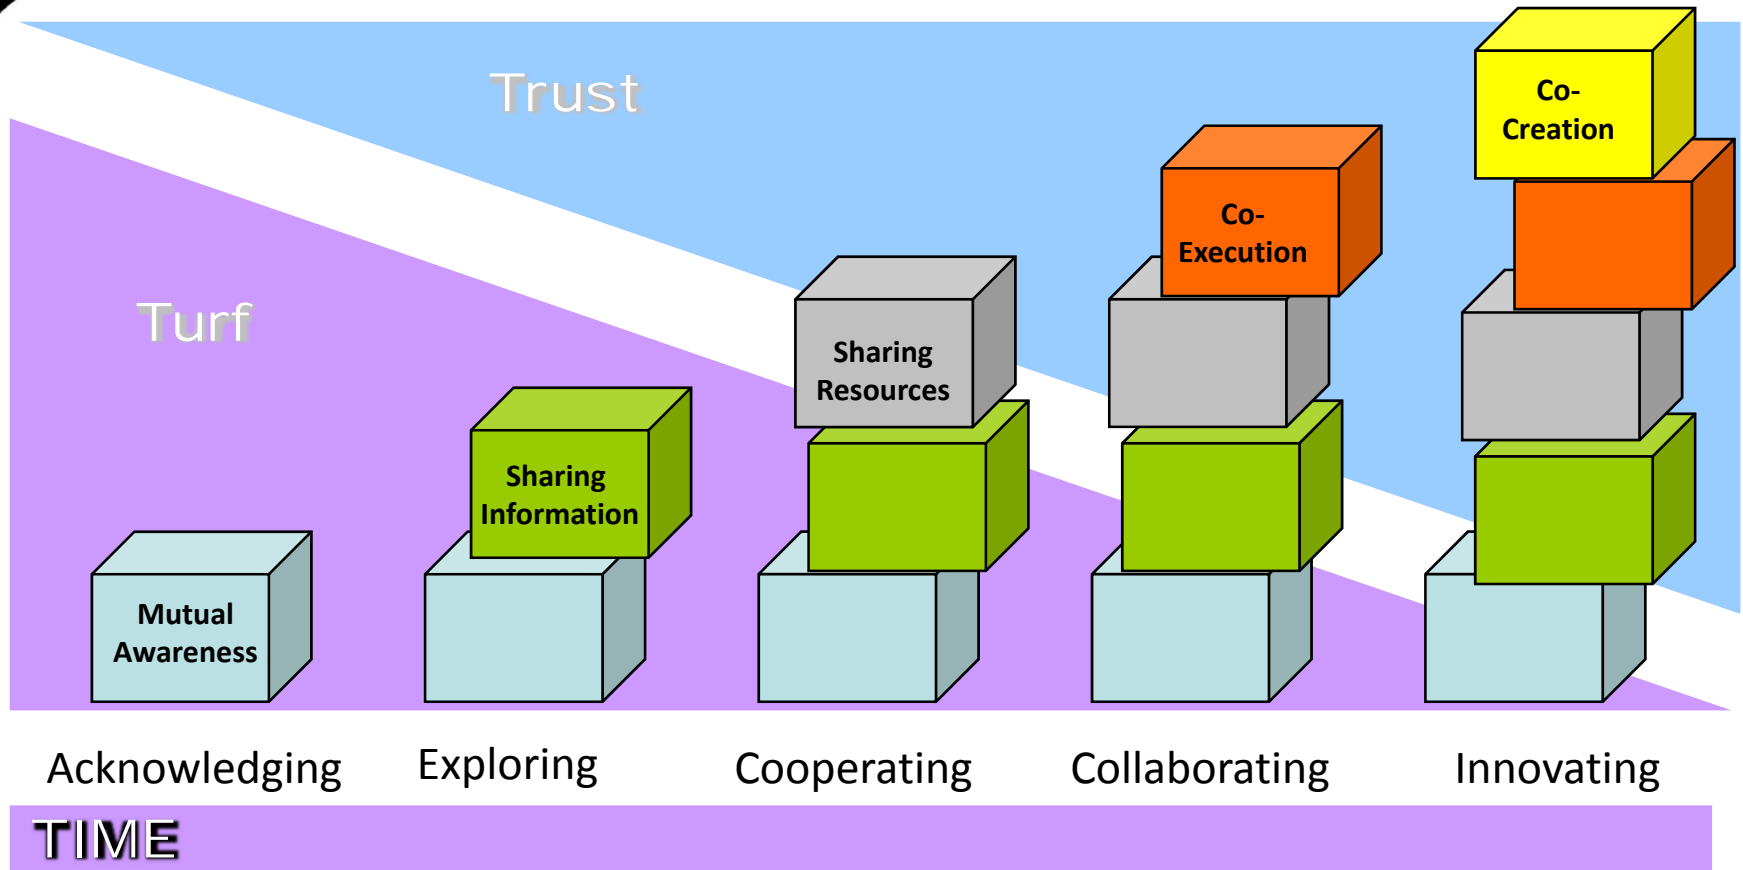 Trust
Turf
Co-
Creation
Co-
Execution
Sharing
Resources
Sharing
Information
Mutual
Awareness
Acknowledging
Exploring
Cooperating
Collaborating
Innovating
TIME